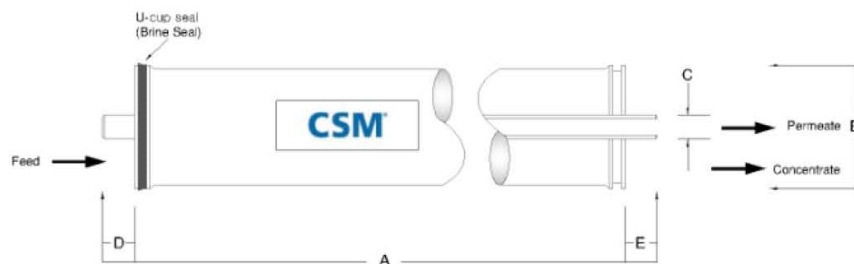 U-cup seal
(Brine Seal)
C
CSM®
Permeate
Feed
Concentrate
D
E
A